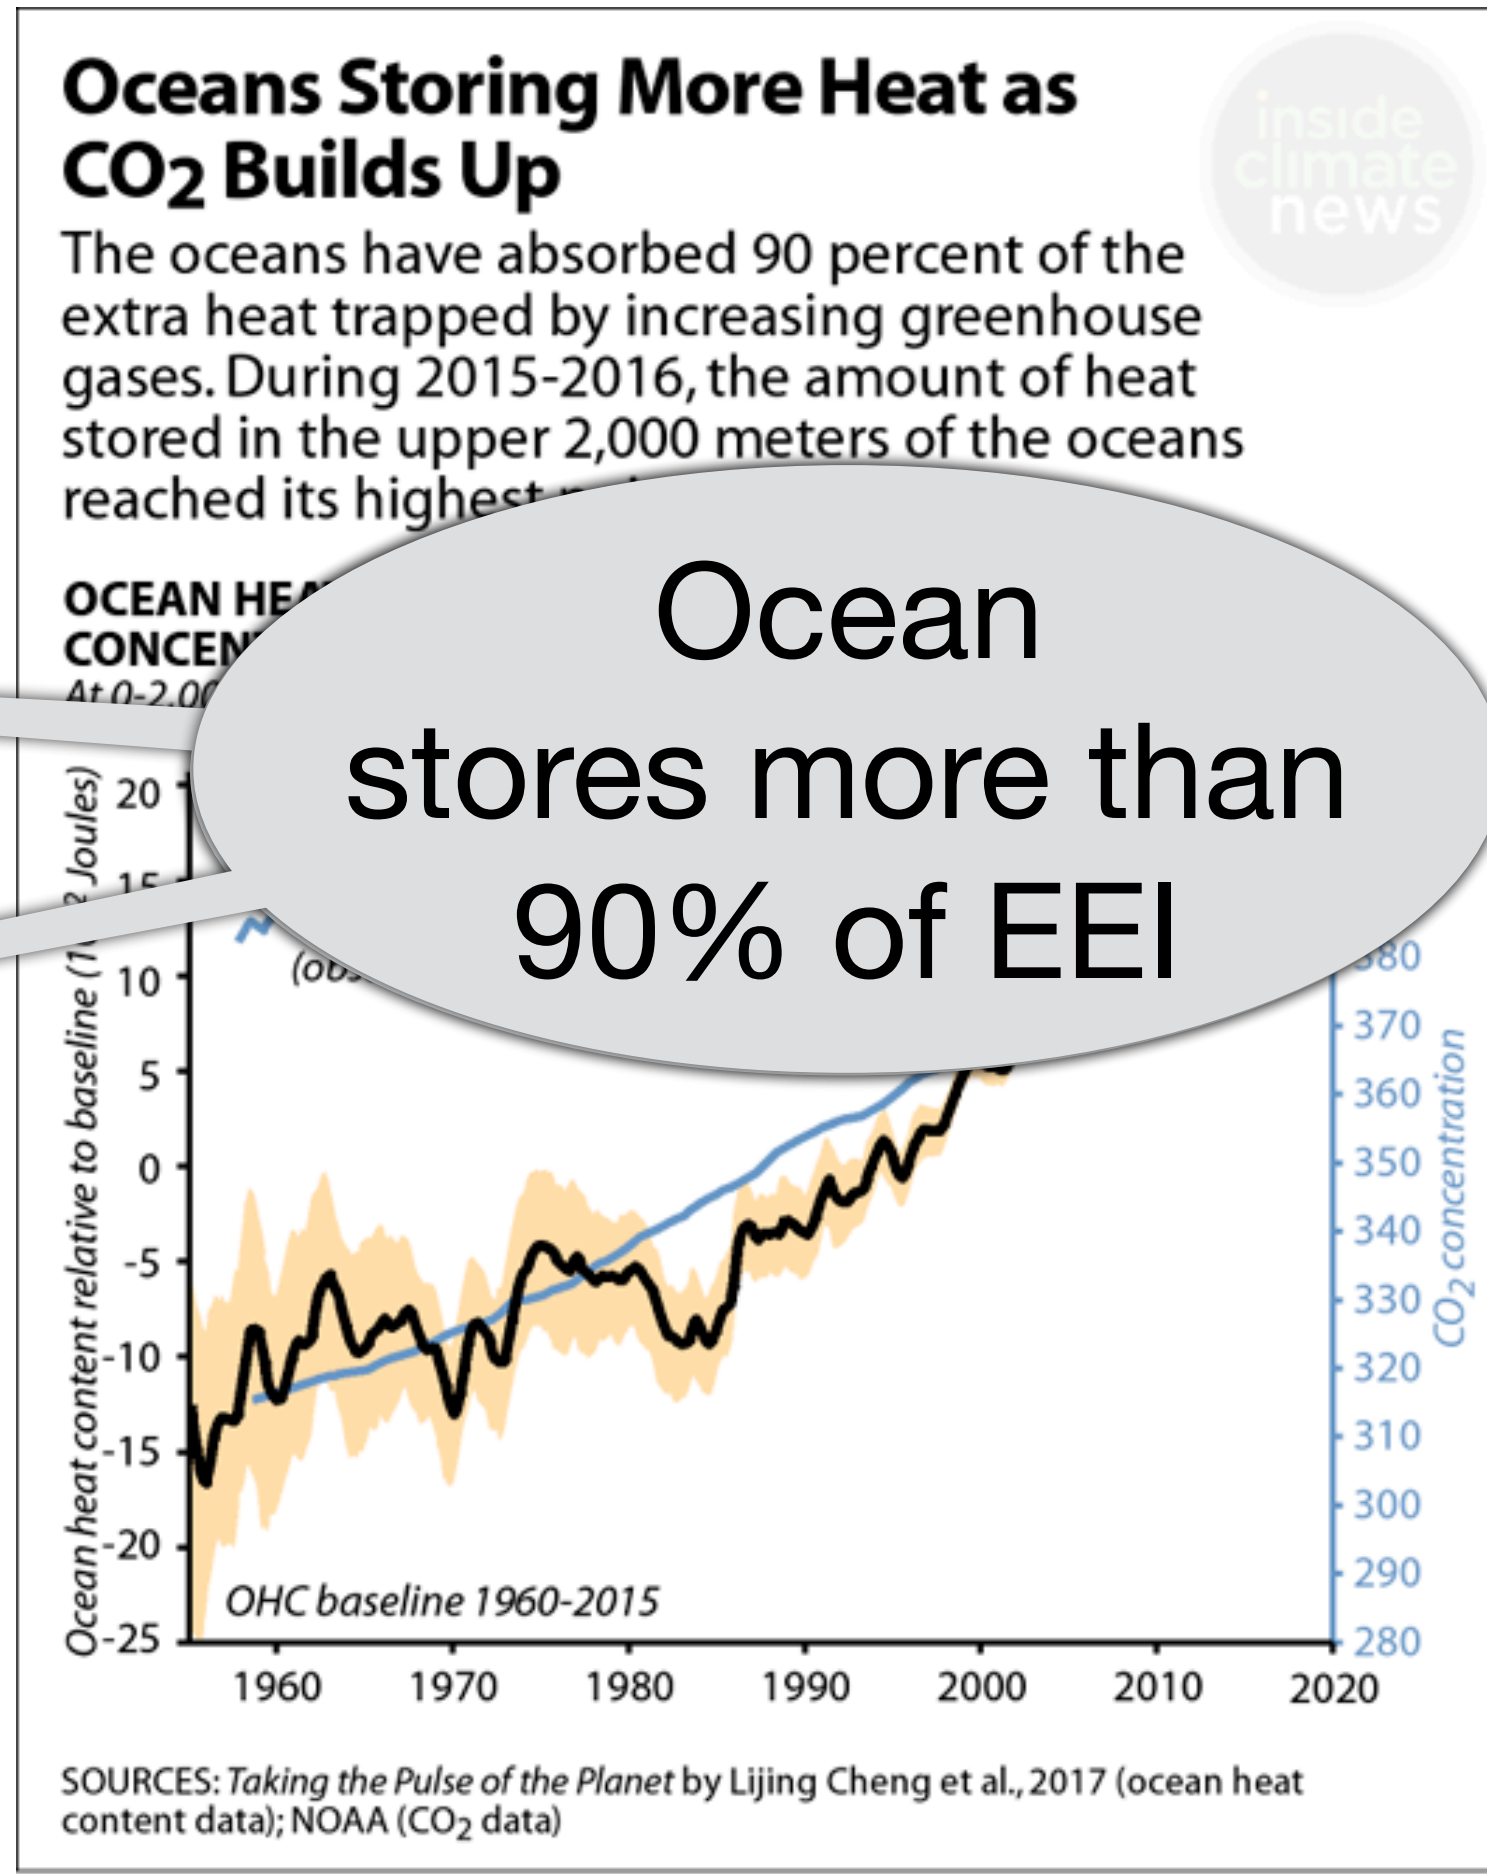 Oceans Storing More Heat as
CO2 Builds Up
inside
climate
news
The oceans have absorbed 90 percent of the
extra heat trapped by increasing greenhouse
gases. During 2015-2016, the amount of heat
stored in the upper 2,000 meters of the oceans
reached its highest
OCEAN
At
Ocean
stores more than
90% of EEI
Ocean heat content relative to baseline Joules)
20
15
10
5
0
-5
-10
-15
-20
-25
380
370
360
350
340
330
320
310
300
290
280
CO2 concentration
OHC baseline 1960-2015
1960 1970 1980 1990 2000 2010 2020
SOURCES: Taking the Pulse of the Planet by Lijing Cheng et al., 2017 (ocean heat
content data); NOAA (CO2 data)